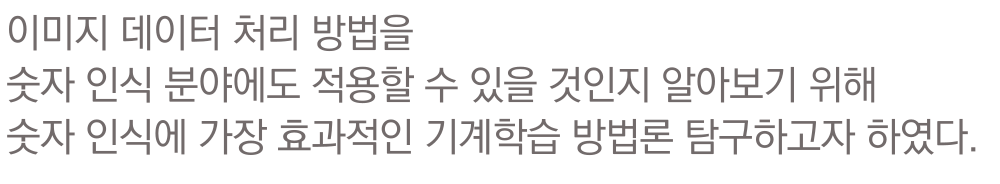 이미지 데이터 처리 방법을
숫자 인식 분야에도 적용할 수 있을 것인지 알아보기 위해
숫자 인식에 가장 효과적인 기계학습 방법론 탐구하고자 하였다.